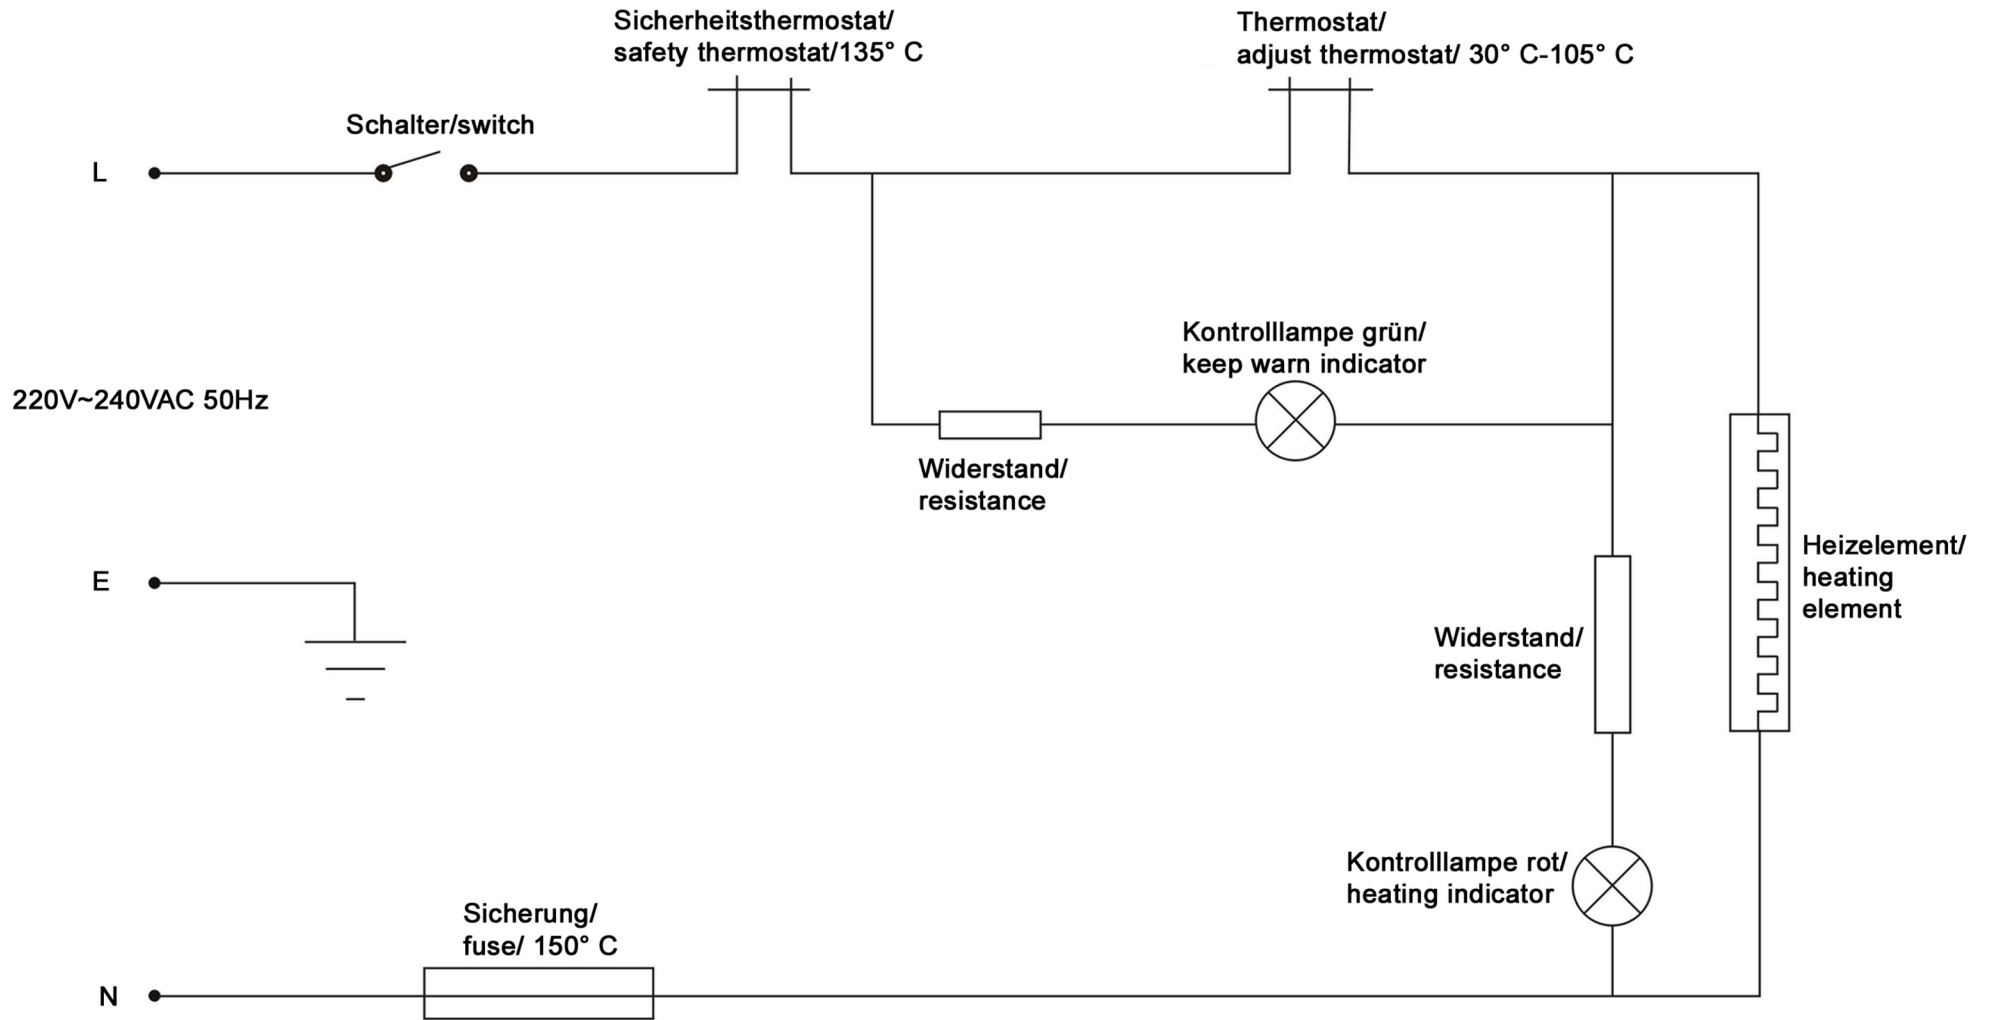 Sicherheitsthermostat/
safety thermostat/135° C
Thermostat/
adjust thermostat/ 30° C-105° C
Schalter/switch
L
Kontrolllampe grün/
keep warn indicator
220V~240VAC 50Hz
Widerstand/
resistance
Heizelement/
heating
element
E
Widerstand/
resistance
Kontrolllampe rot/
heating indicator
Sicherung/
fuse/ 150° C
N